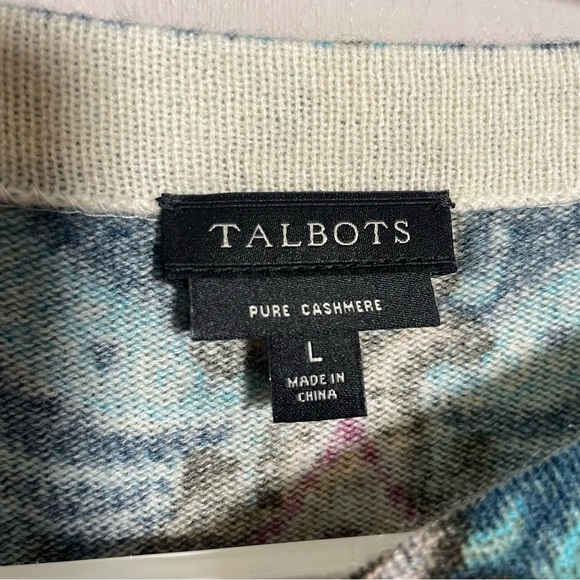 TALBOTS
PURE CASHMERE
L
MADE IN
CHINA